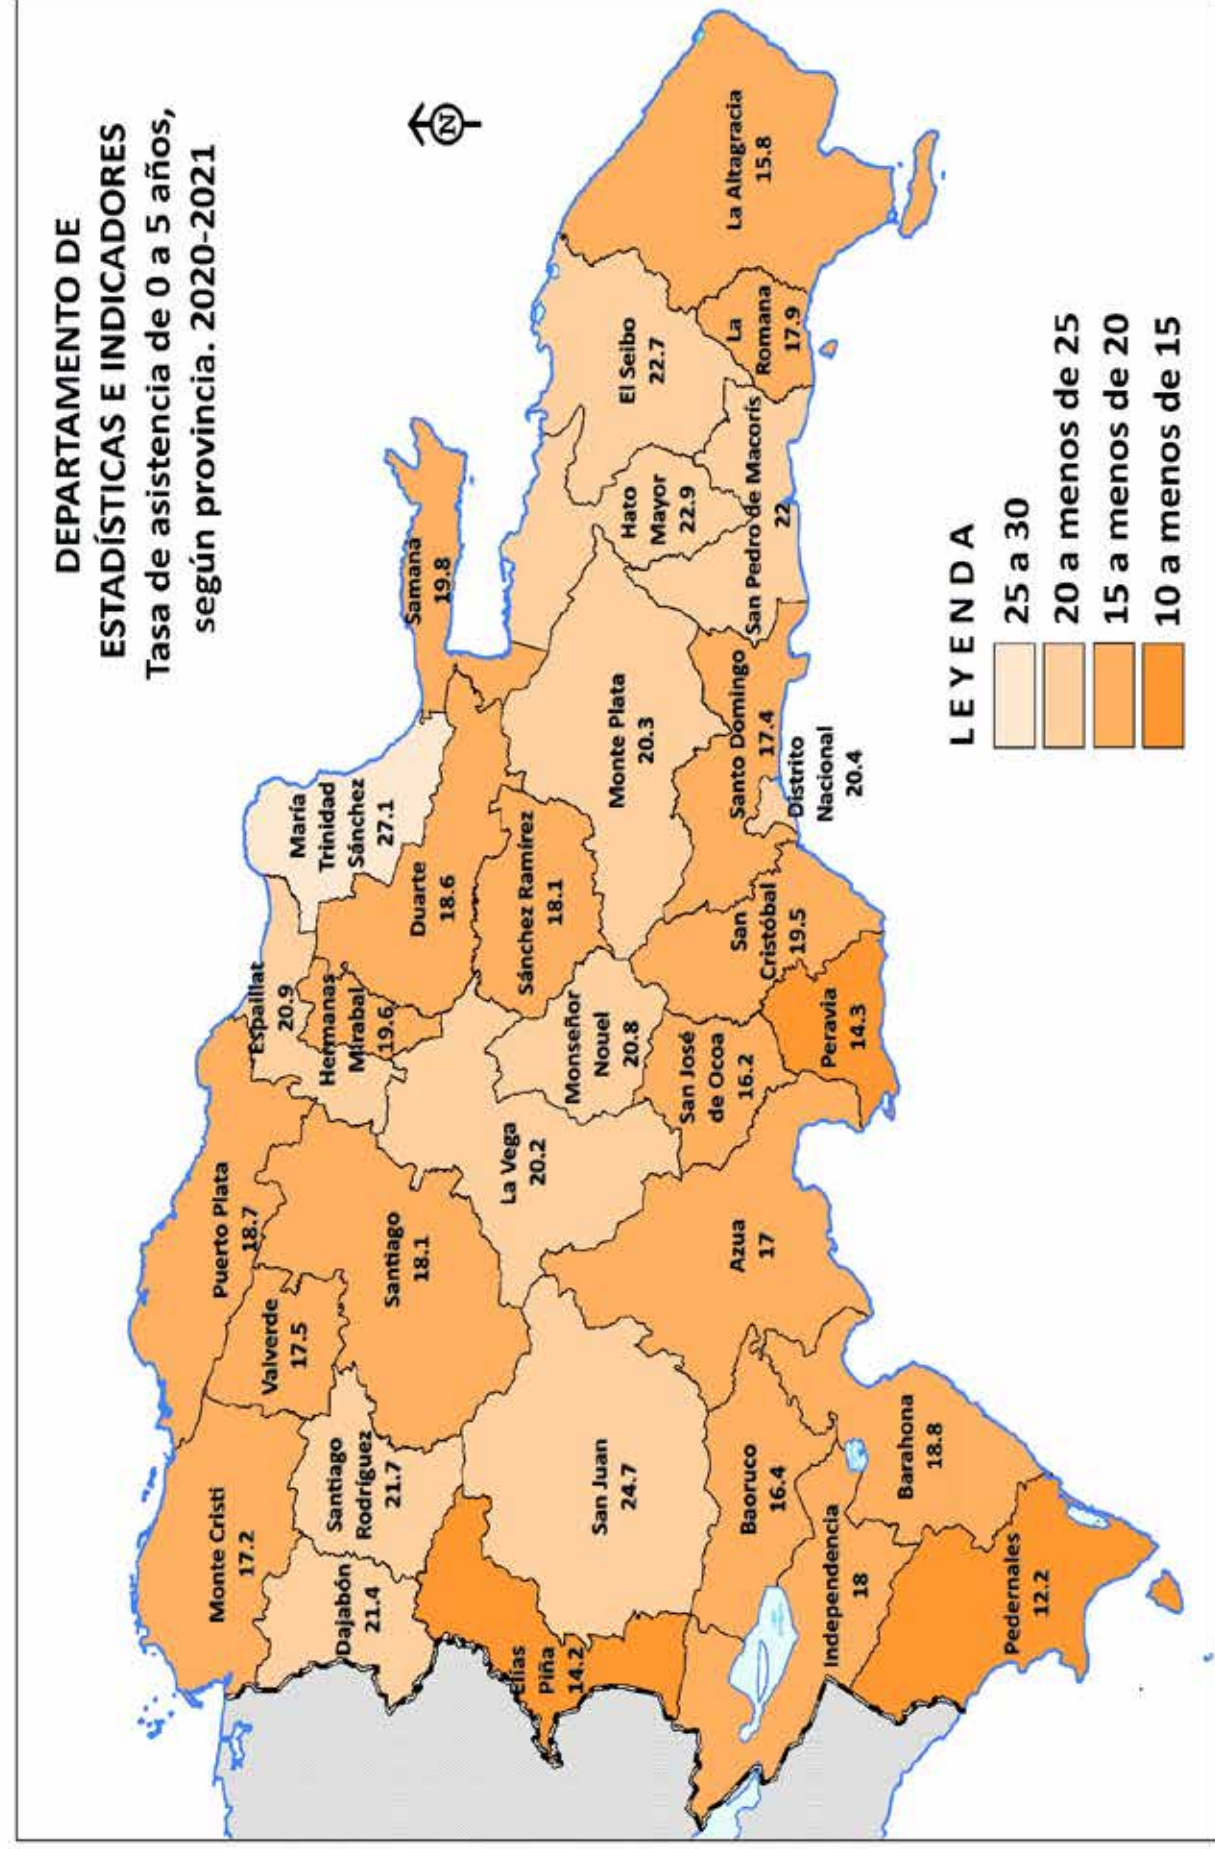 DEPARTAMENTO DE
ESTADÍSTICAS E INDICADORES
Tasa de asistencia de 0 a 5 años,
según provincia. 2020-2021
N
Monte Cristi
17.2
Puerto Plata
18.7
Valverde
17.5
Espaillat
20.9
María
Trinidad
Sánchez
27.1
Dajabón
21.4
Santiago
Rodríguez
21.7
Santiago
18.1
Hermanas
Mirabal
19.6
Duarte
18.6
Samana
19.8
Elías
Piña
14.2
San Juan
24.7
La Vega
20.2
Monseñor
Nouel
20.8
Sánchez Ramírez
18.1
Monte Plata
20.3
Hato
Mayor
22.9
El Seibo
22.7
La Altagracia
15.8
La
Romana
17.9
San Pedro de Macorís
22
Santo Domingo
17.4
Distrito
Nacional
20.4
San
Cristóbal
19.5
San José
de Ocoa
16.2
Peravia
14.3
Azua
17
Baoruco
16.4
Independencia
18
Barahona
18.8
Pedernales
12.2
LEYENDA
25 a 30
20 a menos de 25
15 a menos de 20
10 a menos de 15